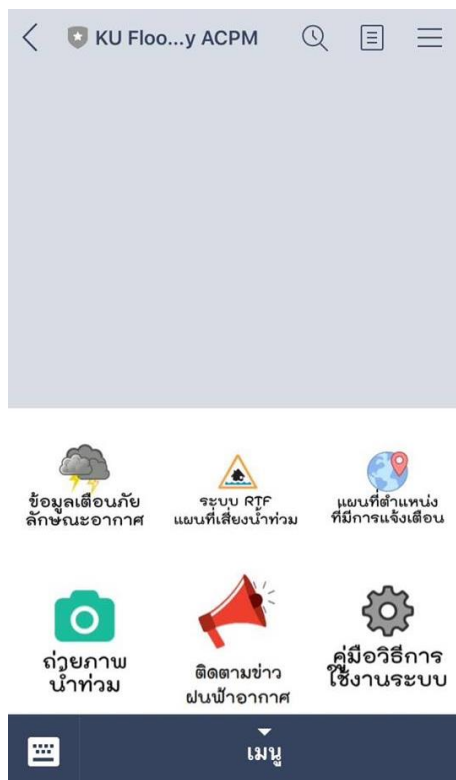 KU Floo...y ACPM
ข้อมูลเตือนภัย
ลักษณะอากาศ
ระบบ RTF
แผนที่เสี่ยงน้ำท่วม
แผนที่ตำแหน่ง
ที่มีการแจ้งเตือน
ถ่ายภาพ
น้ำท่วม
ติดตามข่าว
ฝนฟ้าอากาศ
คู่มือวิธีการ
ใช้งานระบบ
เมนู